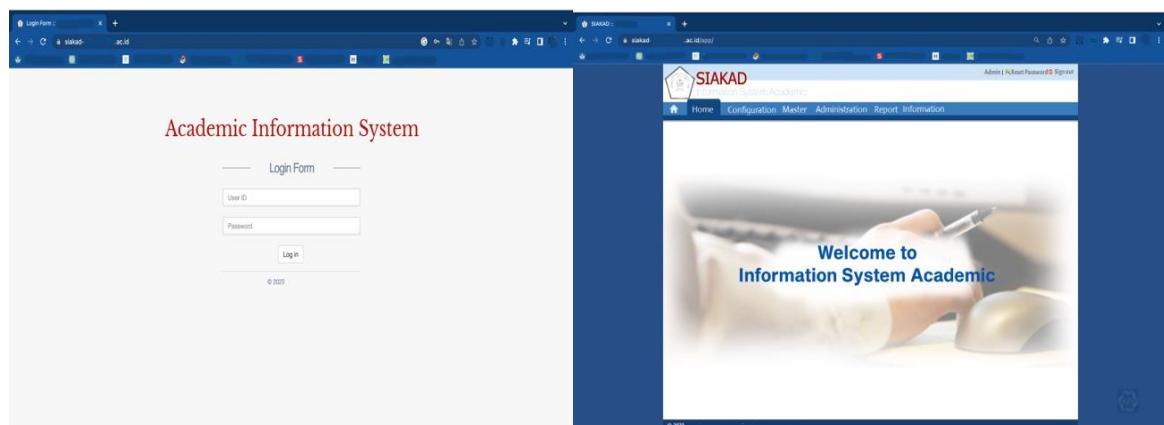 Login Form ::
siakad- .ac.id
Academic Information System
Login Form
User ID
Password
Log in
© 2023
SIAKAD ::
siakad .ac.id/app/
SIAKAD
Information System Academic
Admin | Reset Password Signout
Home Configuration Master Administration Report Information
Welcome to
Information System Academic